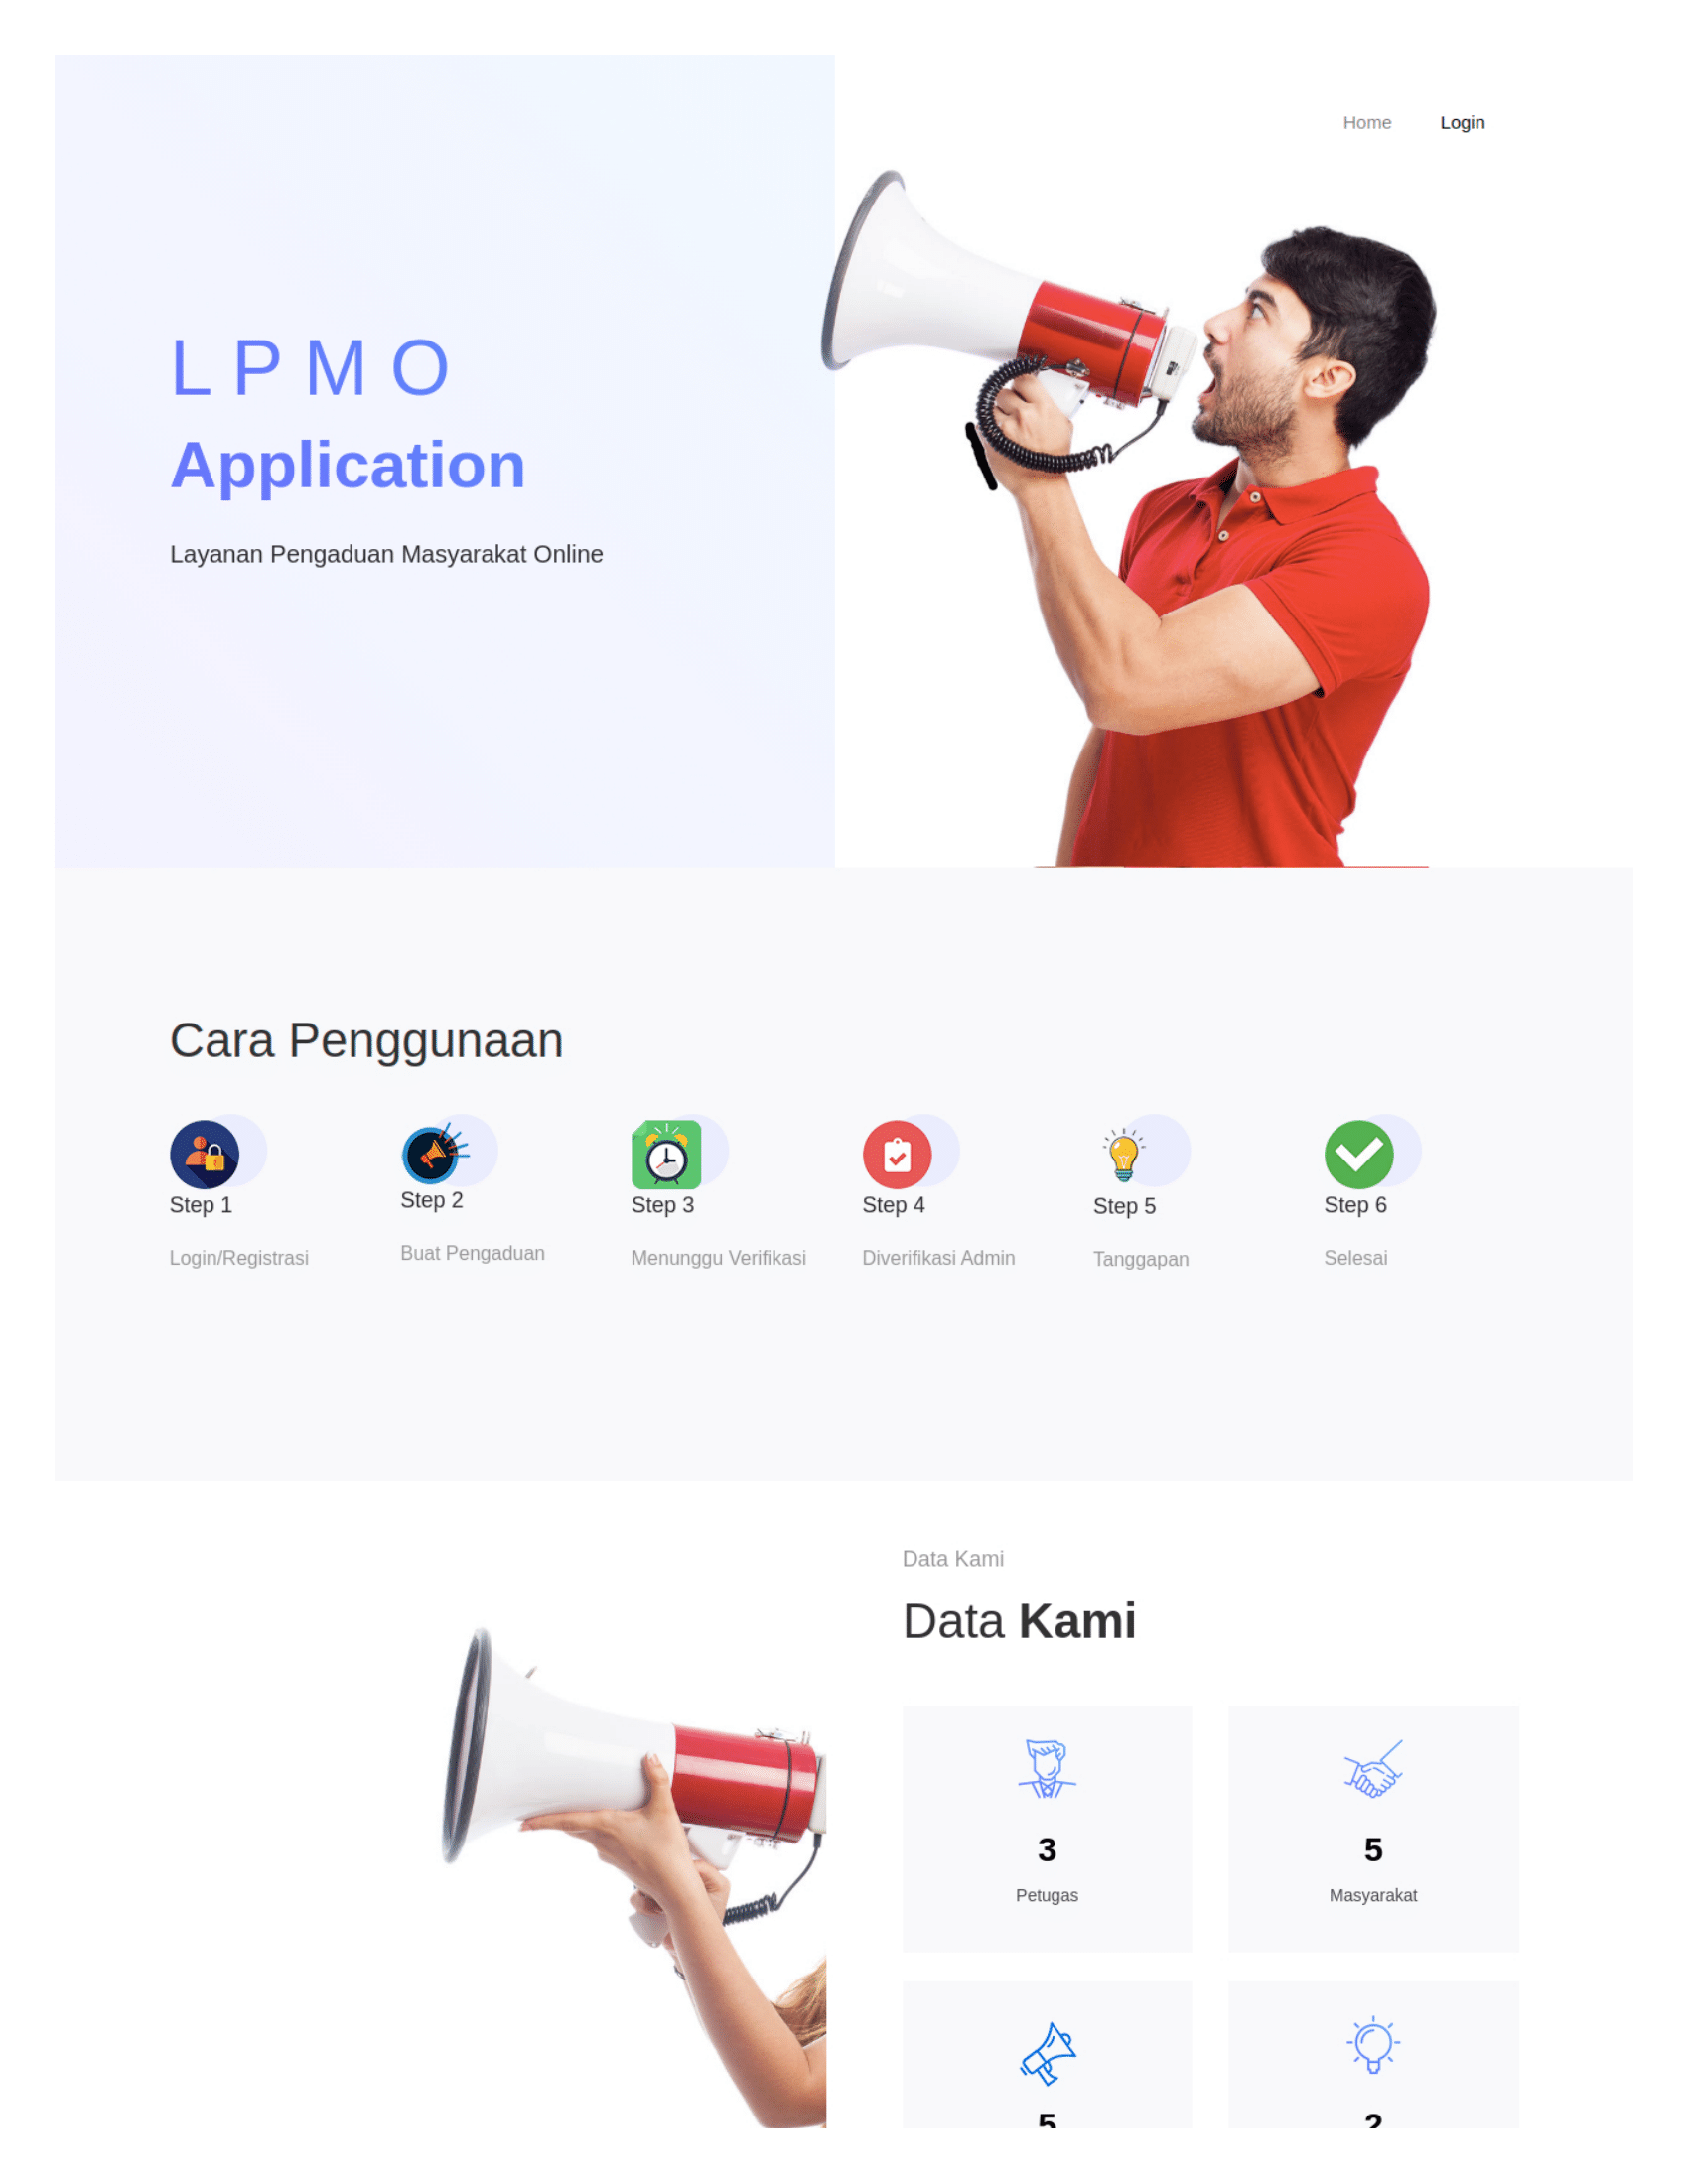 Home Login
L P M O
Application
Layanan Pengaduan Masyarakat Online
Cara Penggunaan
Step 1
Login/Registrasi
Step 2
Buat Pengaduan
Step 3
Menunggu Verifikasi
Step 4
Diverifikasi Admin
Step 5
Tanggapan
Step 6
Selesai
Data Kami
Data Kami
3
Petugas
5
Masyarakat
5
2